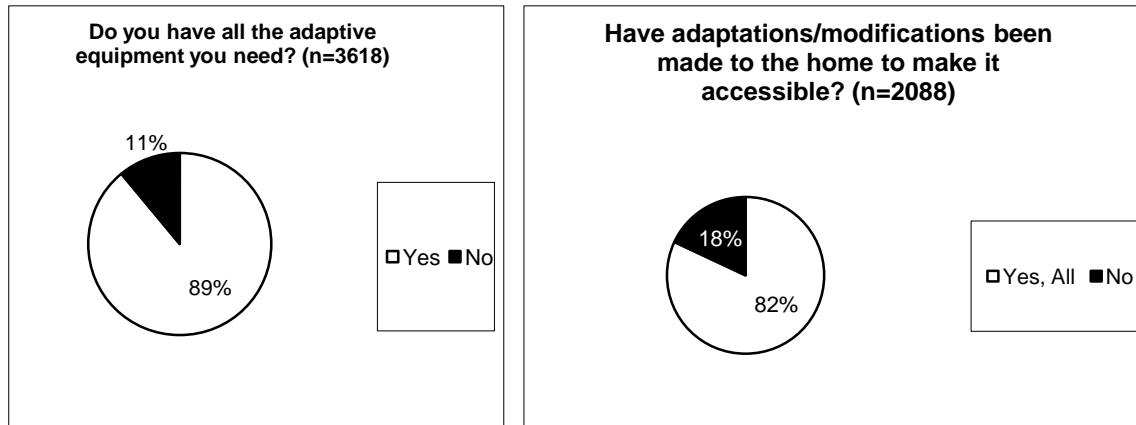 Do you have all the adaptive
equipment you need? (n=3618)
11%
89%
Yes No
Have adaptations/modifications been
made to the home to make it
accessible? (n=2088)
18%
82%
Yes, All No